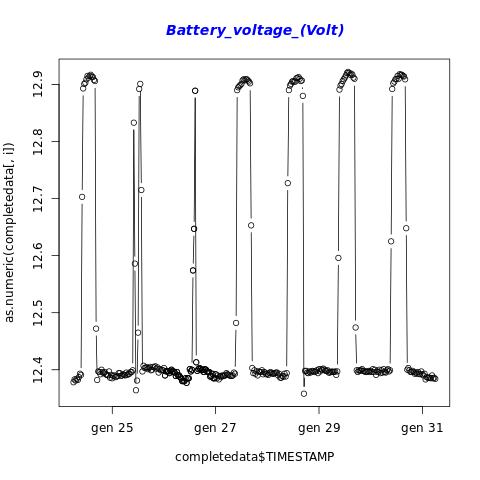 Battery_voltage_(Volt)
as.numeric(completedata[, i])
12.9
12.8
12.7
12.6
12.5
12.4
gen 25
gen 27
gen 29
gen 31
completedata$TIMESTAMP